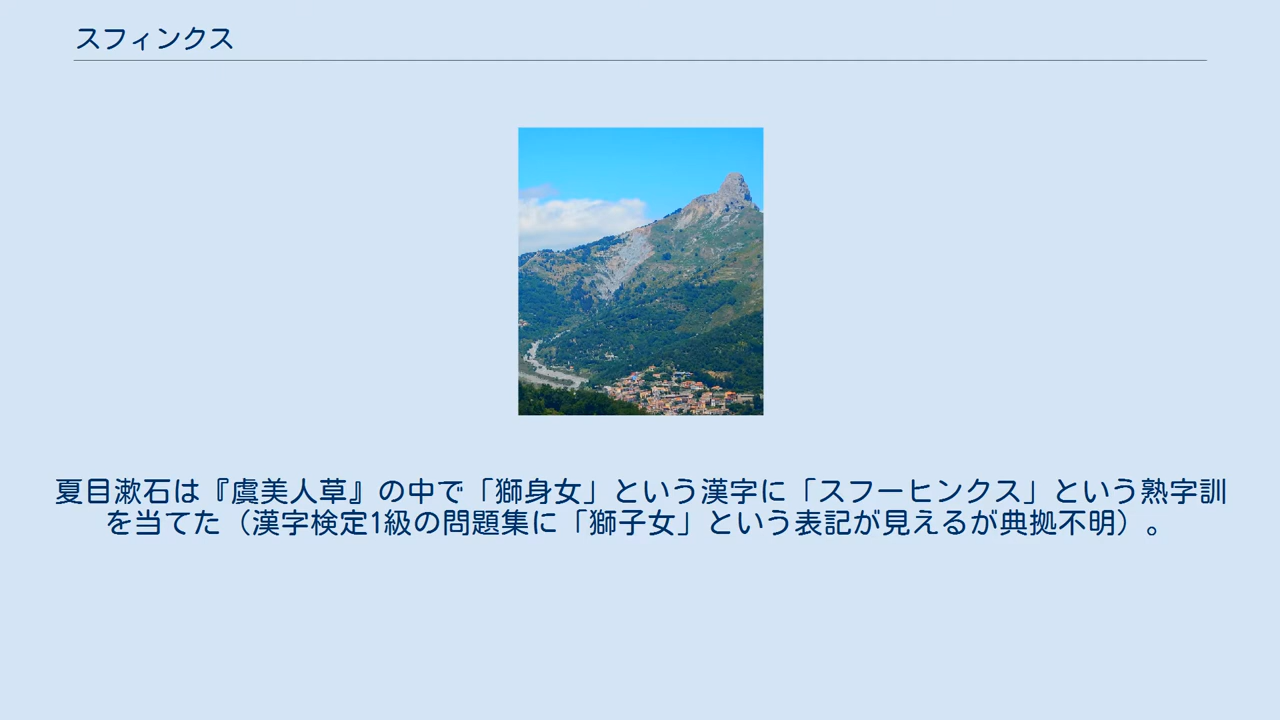 スフィンクス
夏目漱石は『虞美人草』の中で「獅身女」という漢字に「スフーヒンクス」という熟字訓
を当てた（漢字検定1級の問題集に「獅子女」という表記が見えるが典拠不明）。